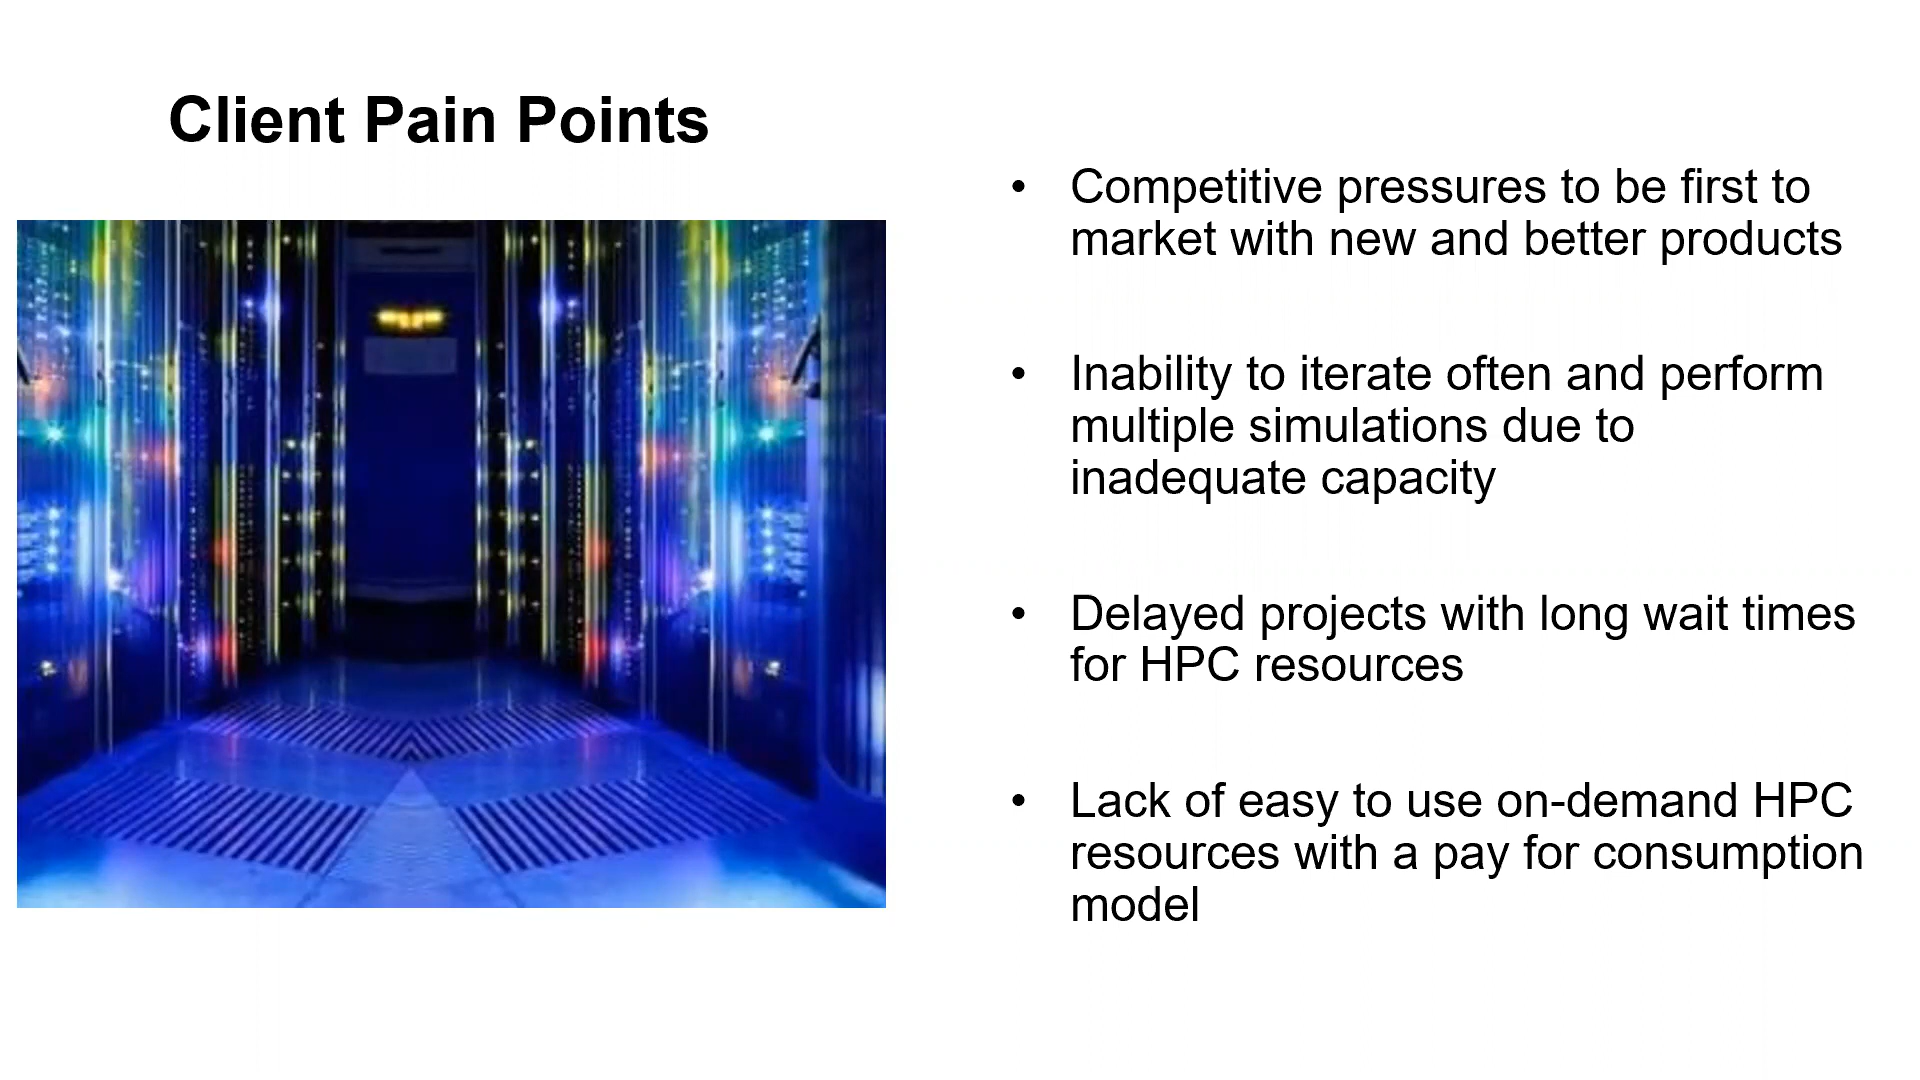 Client Pain Points
• Competitive pressures to be first to
market with new and better products
• Inability to iterate often and perform
multiple simulations due to
inadequate capacity
• Delayed projects with long wait times
for HPC resources
• Lack of easy to use on-demand HPC
resources with a pay for consumption
model